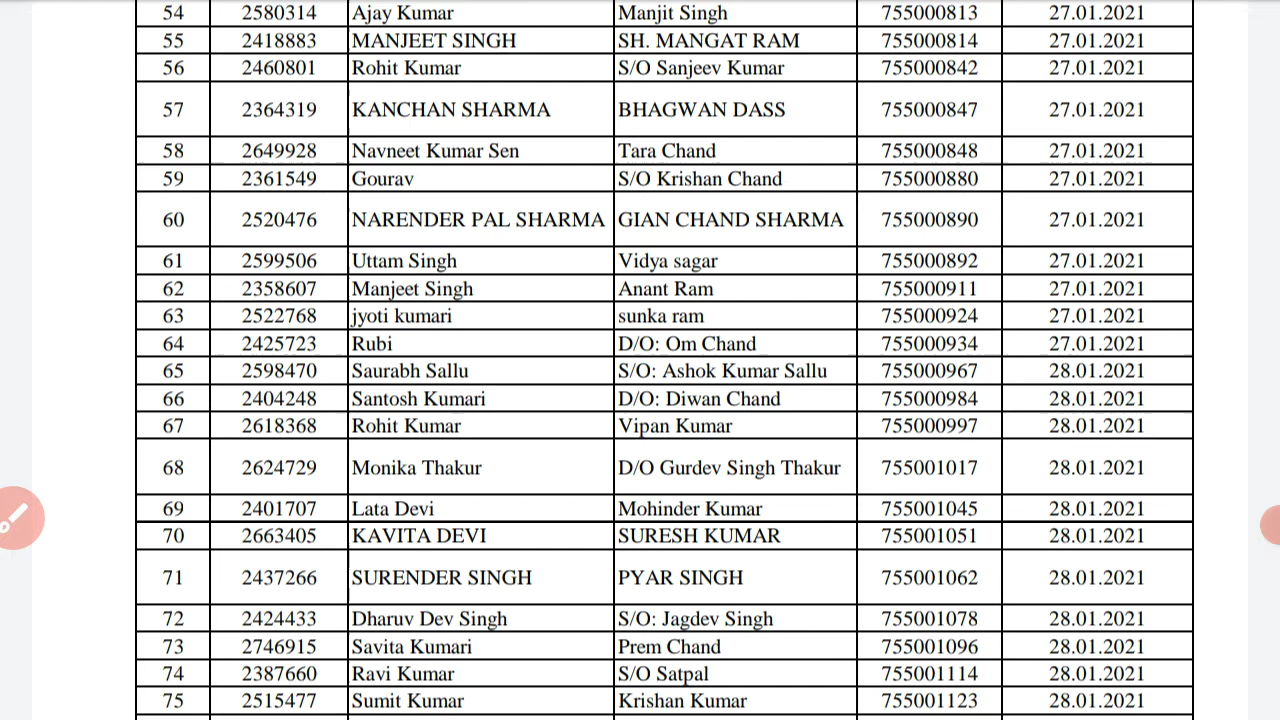 54 2580314 Ajay Kumar Manjit Singh 755000813 27.01.2021
55 2418883 MANJEET SINGH SH. MANGAT RAM 755000814 27.01.2021
56 2460801 Rohit Kumar S/O Sanjeev Kumar 755000842 27.01.2021
57 2364319 KANCHAN SHARMA BHAGWAN DASS 755000847 27.01.2021
58 2649928 Navneet Kumar Sen Tara Chand 755000848 27.01.2021
59 2361549 Gourav S/O Krishan Chand 755000880 27.01.2021
60 2520476 NARENDER PAL SHARMA GIAN CHAND SHARMA 755000890 27.01.2021
61 2599506 Uttam Singh Vidya sagar 755000892 27.01.2021
62 2358607 Manjeet Singh Anant Ram 755000911 27.01.2021
63 2522768 jyoti kumari sunka ram 755000924 27.01.2021
64 2425723 Rubi D/O: Om Chand 755000934 27.01.2021
65 2598470 Saurabh Sallu S/O: Ashok Kumar Sallu 755000967 28.01.2021
66 2404248 Santosh Kumari D/O: Diwan Chand 755000984 28.01.2021
67 2618368 Rohit Kumar Vipan Kumar 755000997 28.01.2021
68 2624729 Monika Thakur D/O Gurdev Singh Thakur 755001017 28.01.2021
69 2401707 Lata Devi Mohinder Kumar 755001045 28.01.2021
70 2663405 KAVITA DEVI SURESH KUMAR 755001051 28.01.2021
71 2437266 SURENDER SINGH PYAR SINGH 755001062 28.01.2021
72 2424433 Dharuv Dev Singh S/O: Jagdev Singh 755001078 28.01.2021
73 2746915 Savita Kumari Prem Chand 755001096 28.01.2021
74 2387660 Ravi Kumar S/O Satpal 755001114 28.01.2021
75 2515477 Sumit Kumar Krishan Kumar 755001123 28.01.2021